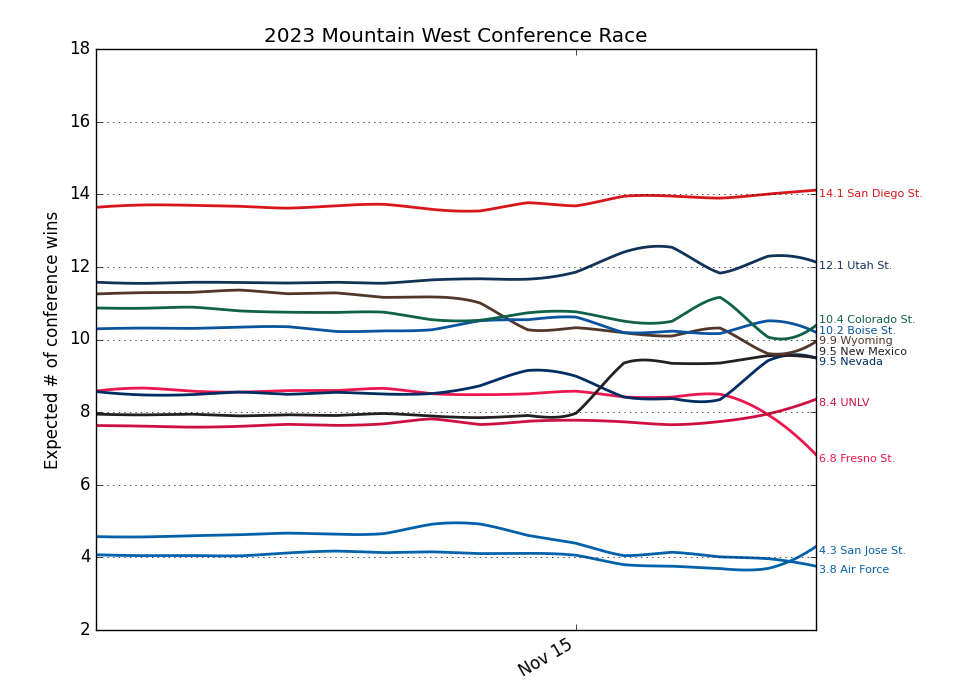 2023 Mountain West Conference Race
Expected # of conference wins
18
16
14
12
10
8
6
4
2
Nov 15
14.1 San Diego St.
12.1 Utah St.
10.4 Colorado St.
10.2 Boise St.
9.9 Wyoming
9.5 New Mexico
9.5 Nevada
8.4 UNLV
6.8 Fresno St.
4.3 San Jose St.
3.8 Air Force